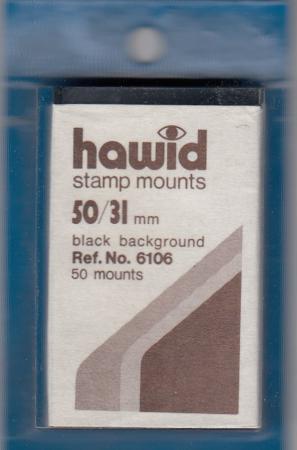 hawid
stamp mounts
50/31 mm
black background
Ref. No. 6106
50 mounts